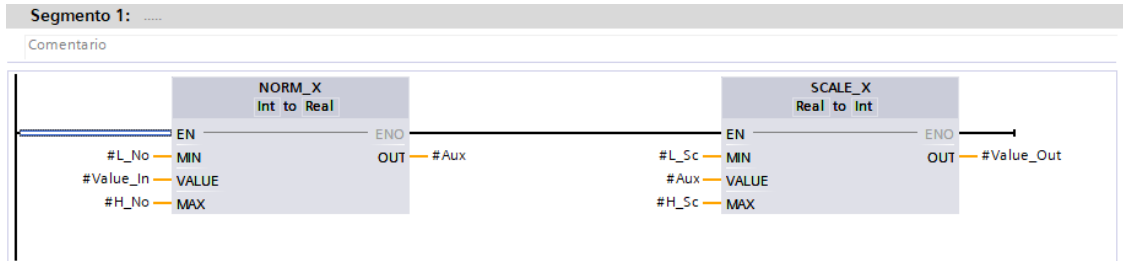 Segmento 1: .....
Comentario
NORM_X
Int to Real
EN
ENO
#L_No
MIN
OUT
#Aux
#Value_In
VALUE
#H_No
MAX
SCALE_X
Real to Int
EN
ENO
#L_Sc
MIN
OUT
#Value_Out
#Aux
VALUE
#H_Sc
MAX